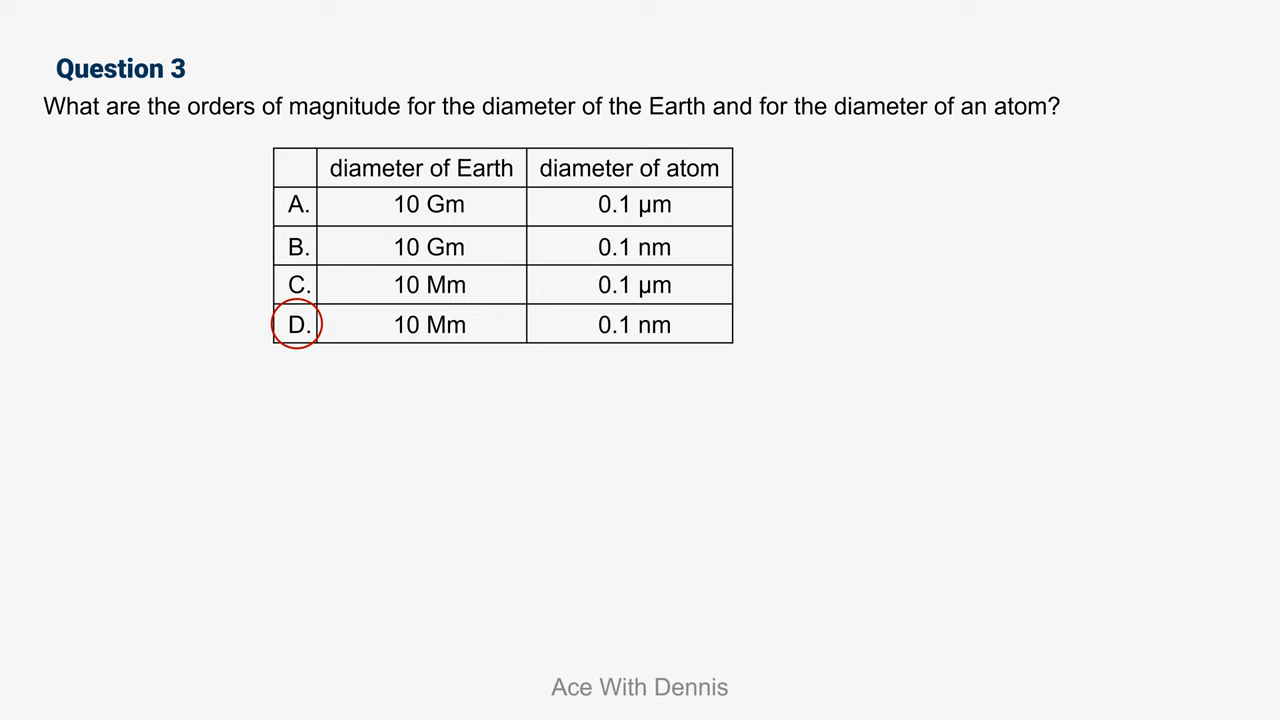 Question 3
What are the orders of magnitude for the diameter of the Earth and for the diameter of an atom?
diameter of Earth diameter of atom
A. 10 Gm 0.1 μm
B. 10 Gm 0.1 nm
C. 10 Mm 0.1 μm
D. 10 Mm 0.1 nm
Ace With Dennis